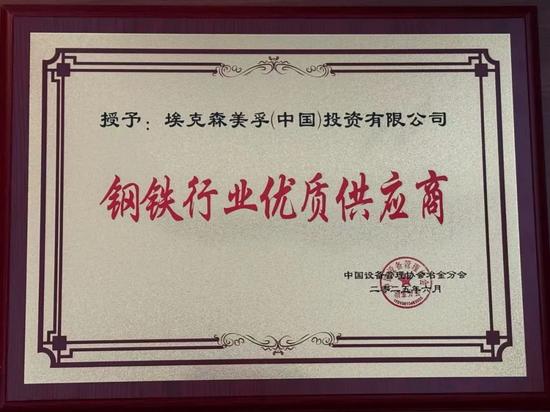 授予：埃克森美孚(中国)投资有限公司
钢铁行业优质供应商
中国设备管理协会冶金分会
二零二五年六月